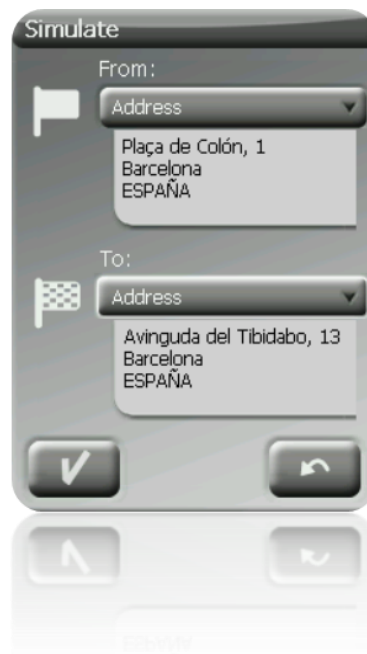 Simulate
From:
Address
Plaça de Colón, 1
Barcelona
ESPAÑA
To:
Address
Avinguda del Tibidabo, 13
Barcelona
ESPAÑA